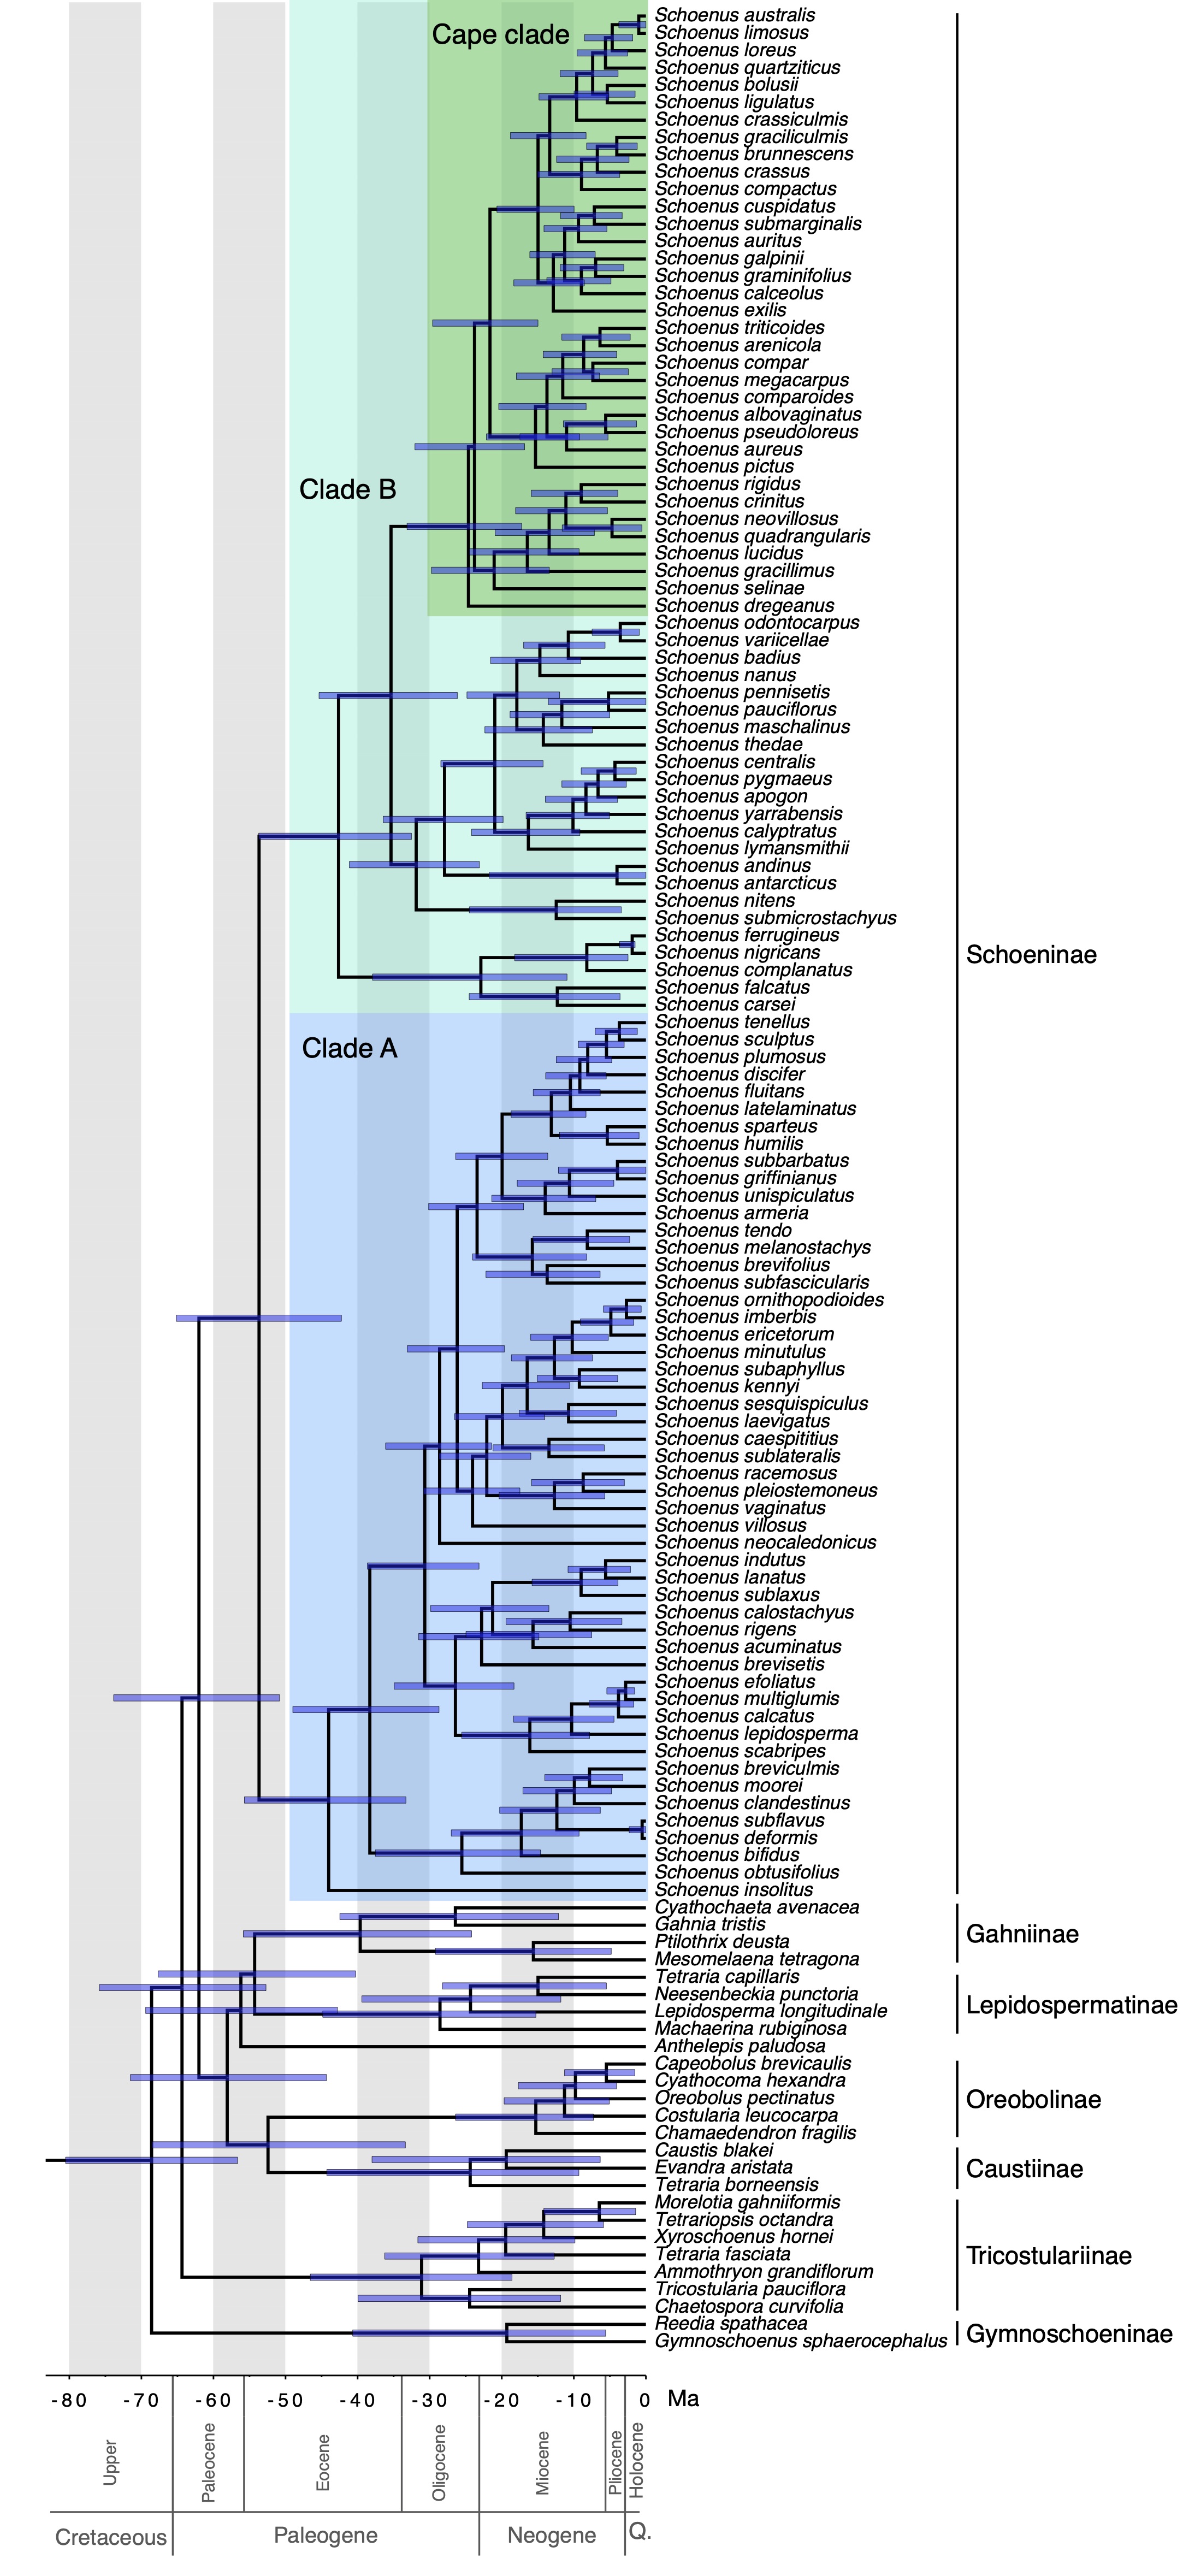 Cape clade
Schoenus australis
Schoenus limosus
Schoenus loreus
Schoenus quartziticus
Schoenus bolusii
Schoenus ligulatus
Schoenus crassiculmis
Schoenus graciliculmis
Schoenus brunnescens
Schoenus crassus
Schoenus compactus
Schoenus cuspidatus
Schoenus submarginalis
Schoenus auritus
Schoenus galpinii
Schoenus graminifolius
Schoenus calceolus
Schoenus exilis
Schoenus triticoides
Schoenus arenicola
Schoenus compar
Schoenus megacarpus
Schoenus comparoides
Schoenus albovaginatus
Schoenus pseudoloreus
Schoenus aureus
Schoenus pictus
Clade B
Schoenus rigidus
Schoenus crinitus
Schoenus neovillosus
Schoenus quadrangularis
Schoenus lucidus
Schoenus gracillimus
Schoenus selinae
Schoenus dregeanus
Schoenus odontocarpus
Schoenus variicellae
Schoenus badius
Schoenus nanus
Schoenus pennisetis
Schoenus pauciflorus
Schoenus maschalinus
Schoenus thedae
Schoenus centralis
Schoenus pygmaeus
Schoenus apogon
Schoenus yarrabensis
Schoenus calyptratus
Schoenus lymansmithii
Schoenus andinus
Schoenus antarcticus
Schoenus nitens
Schoenus submicrostachyus
Schoenus ferrugineus
Schoenus nigricans
Schoeninae
Schoenus complanatus
Schoenus falcatus
Schoenus carsei
Schoenus tenellus
Schoenus sculptus
Clade A
Schoenus plumosus
Schoenus discifer
Schoenus fluitans
Schoenus latelaminatus
Schoenus sparteus
Schoenus humilis
Schoenus subbarbatus
Schoenus griffinianus
Schoenus unispiculatus
Schoenus armeria
Schoenus tendo
Schoenus melanostachys
Schoenus brevifolius
Schoenus subfascicularis
Schoenus ornithopodioides
Schoenus imberbis
Schoenus ericetorum
Schoenus minutulus
Schoenus subaphyllus
Schoenus kennyi
Schoenus sesquispiculus
Schoenus laevigatus
Schoenus caespititius
Schoenus sublateralis
Schoenus racemosus
Schoenus pleiostemoneus
Schoenus vaginatus
Schoenus villosus
Schoenus neocaledonicus
Schoenus indutus
Schoenus lanatus
Schoenus sublaxus
Schoenus calostachyus
Schoenus rigens
Schoenus acuminatus
Schoenus brevisetis
Schoenus efoliatus
Schoenus multiglumis
Schoenus calcatus
Schoenus lepidosperma
Schoenus scabripes
Schoenus breviculmis
Schoenus moorei
Schoenus clandestinus
Schoenus subflavus
Schoenus deformis
Schoenus bifidus
Schoenus obtusifolius
Schoenus insolitus
Cyathochaeta avenacea
Gahnia tristis
Gahniinae
Ptilothrix deusta
Mesomelaena tetragona
Tetraria capillaris
Neesenbeckia punctoria
Lepidospermatinae
Lepidosperma longitudinale
Machaerina rubiginosa
Anthelepis paludosa
Capeobolus brevicaulis
Cyathocoma hexandra
Oreobolus pectinatus
Oreobolinae
Costularia leucocarpa
Chamaedendron fragilis
Caustis blakei
Evandra aristata
Caustiinae
Tetraria borneensis
Morelotia gahniiformis
Tetrariopsis octandra
Xyroschoenus hornei
Tetraria fasciata
Tricostulariinae
Ammothryon grandiflorum
Tricostularia pauciflora
Chaetospora curvifolia
Reedia spathacea
Gymnoschoeninae
Gymnoschoenus sphaerocephalus
-80 -70 -60 -50 -40 -30 -20 -10 0 Ma
Upper Paleocene Eocene Oligocene Miocene Pliocene Holocene
Cretaceous Paleogene Neogene Q.